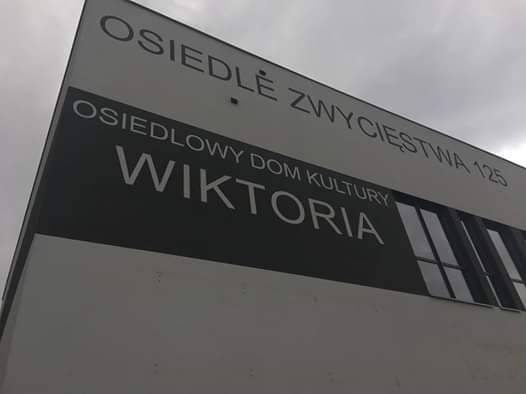 OSIEDLE ZWYCIĘSTWA 125
OSIEDLOWY DOM KULTURY
WIKTORIA